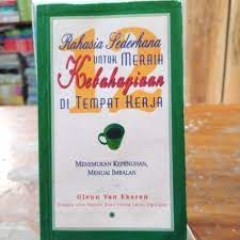 12
Rahasia Sederhana
UNTUK MERAIH
Kebahagiaan
DI TEMPAT KERJA
MENEMUKAN KEPENUHAN,
MENUAI IMBALAN
Glenn Van Ekeren